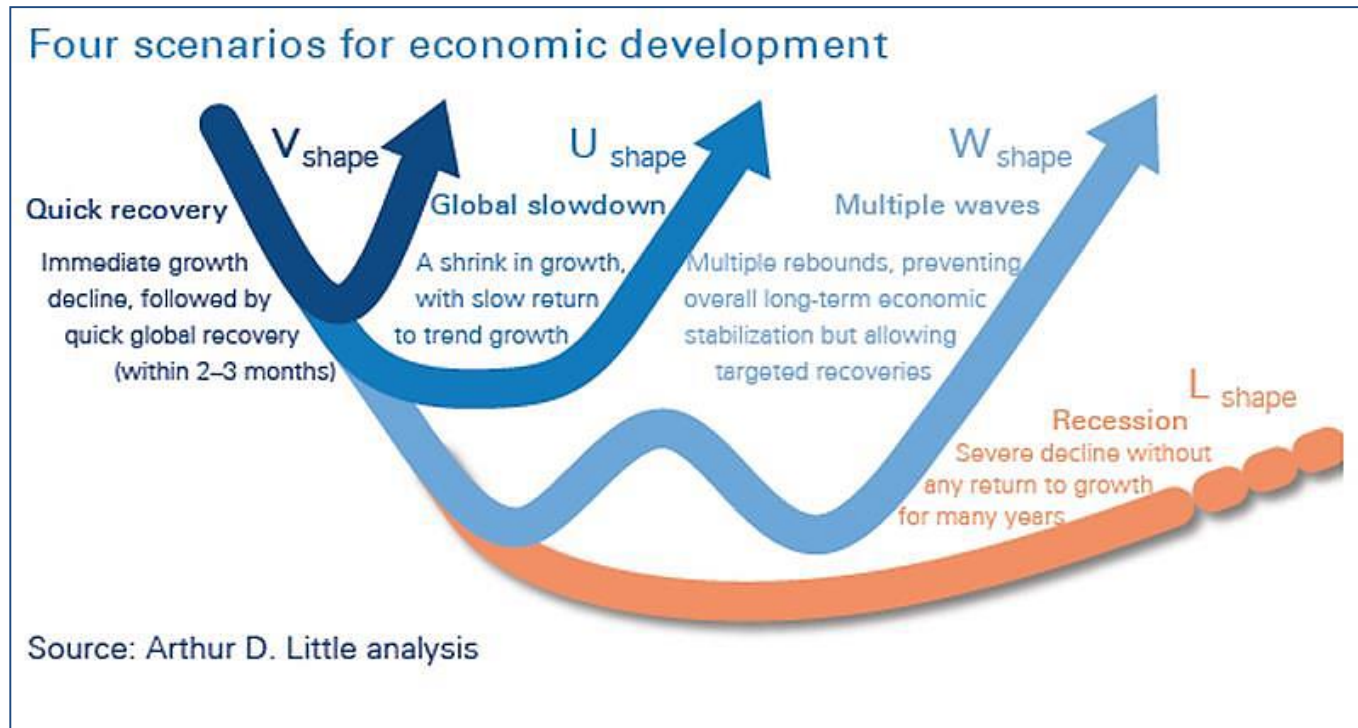 Four scenarios for economic development
V shape
Quick recovery
Immediate growth
decline, followed by
quick global recovery
(within 2–3 months)
U shape
Global slowdown
A shrink in growth,
with slow return
to trend growth
W shape
Multiple waves
Multiple rebounds, preventing
overall long-term economic
stabilization but allowing
targeted recoveries
L shape
Recession
Severe decline without
any return to growth
for many years
Source: Arthur D. Little analysis